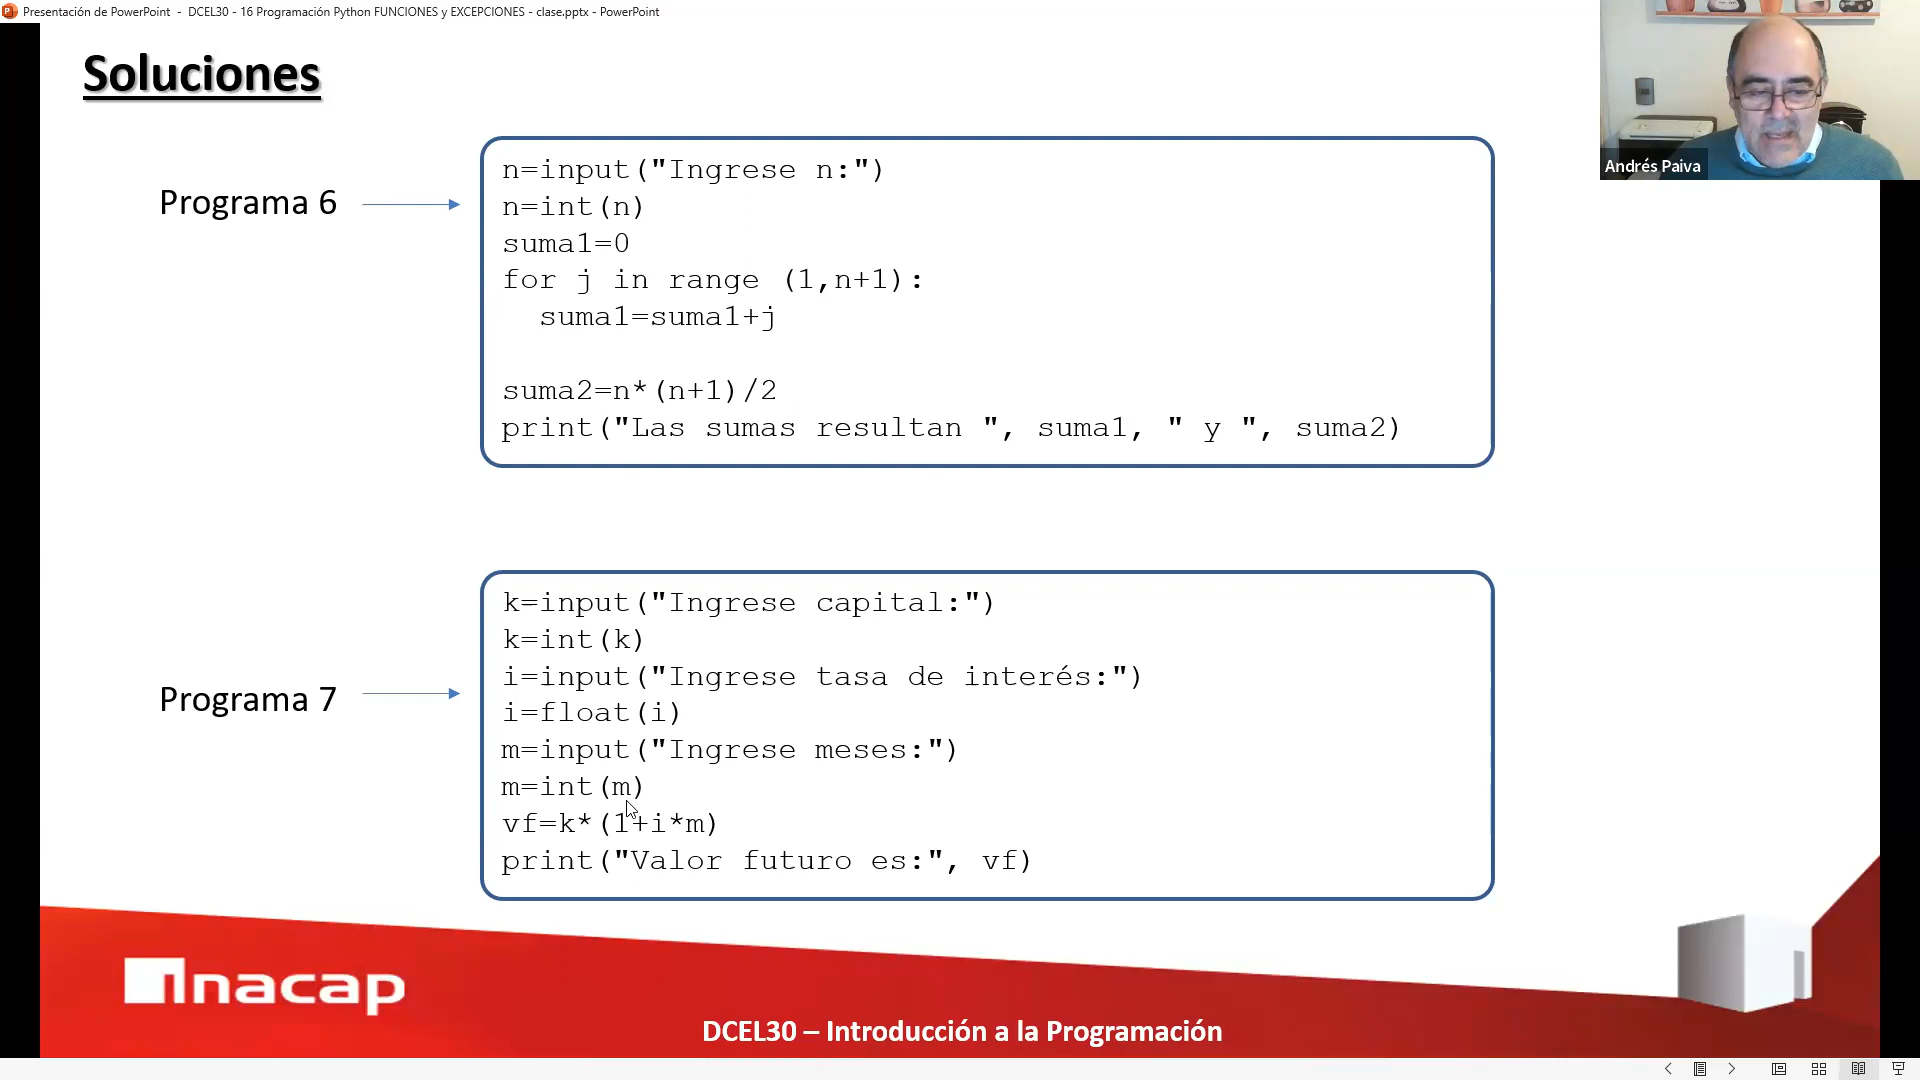 Presentación de PowerPoint - DCEL30 - 16 Programación Python FUNCIONES y EXCEPCIONES - clase.pptx - PowerPoint
Soluciones
Andrés Paiva
Programa 6
n=input("Ingrese n:")
n=int(n)
suma1=0
for j in range (1,n+1):
  suma1=suma1+j
suma2=n*(n+1)/2
print("Las sumas resultan ", suma1, " y ", suma2)
Programa 7
k=input("Ingrese capital:")
k=int(k)
i=input("Ingrese tasa de interés:")
i=float(i)
m=input("Ingrese meses:")
m=int(m)
vf=k*(1+i*m)
print("Valor futuro es:", vf)
inacap
DCEL30 – Introducción a la Programación